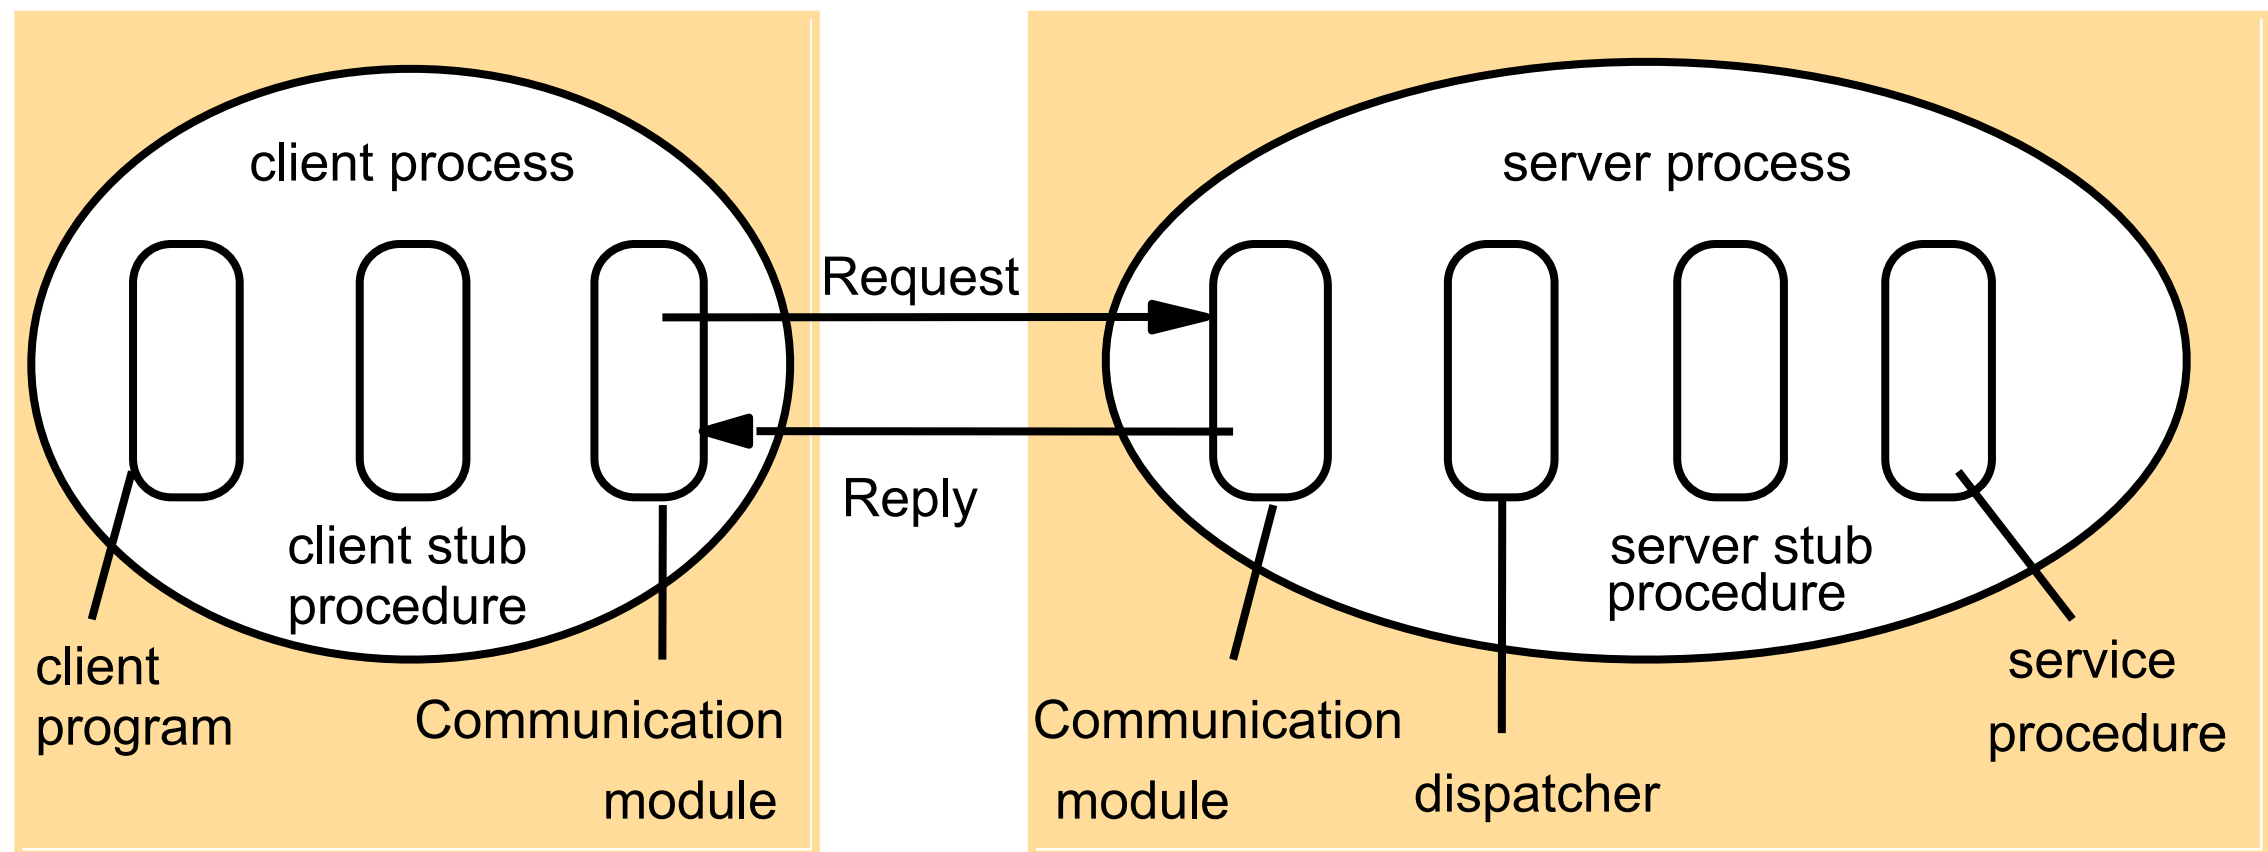 client process
client stub
procedure
client
program
Communication
module
Request
Reply
server process
server stub
procedure
Communication
module
dispatcher
service
procedure